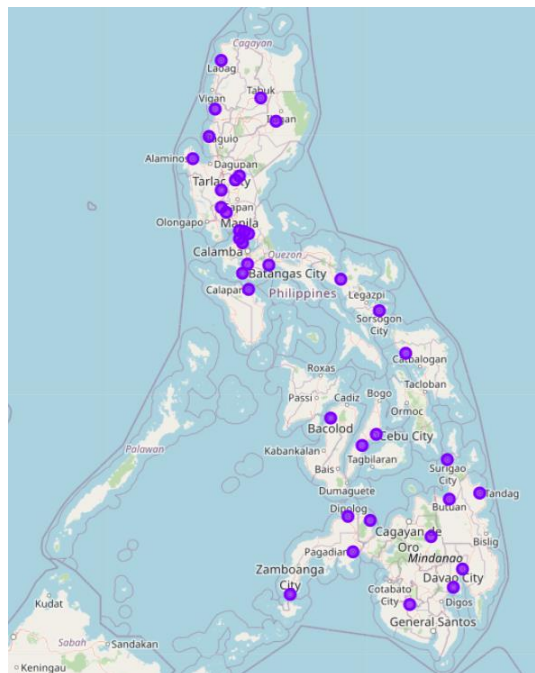 Cagayan
Laoag
Tabuk
Vigan
Alaminos
Dagupan
Tarlac City
Olongapo
Manila
Calamba
Quezon
Batangas City
Calapan
Philippines
Legazpi
Sorsogon
City
Catbalogan
Roxas
Tacloban
Passi
Cadiz
Bogo
Ormoc
Bacolod
Cebu City
Palawan
Kabankalan
Tagbilaran
Bais
Surigao
City
Dumaguete
Tandag
Butuan
Dipolog
Cagayan de
Oro
Bislig
Pagadian
Mindanao
Zamboanga
City
Davao City
Cotabato
City
Digos
Kudat
General Santos
Sabah
Sandakan
Keningau